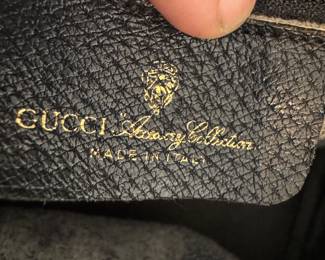 GUCCI Accessory Collection
MADE IN ITALY